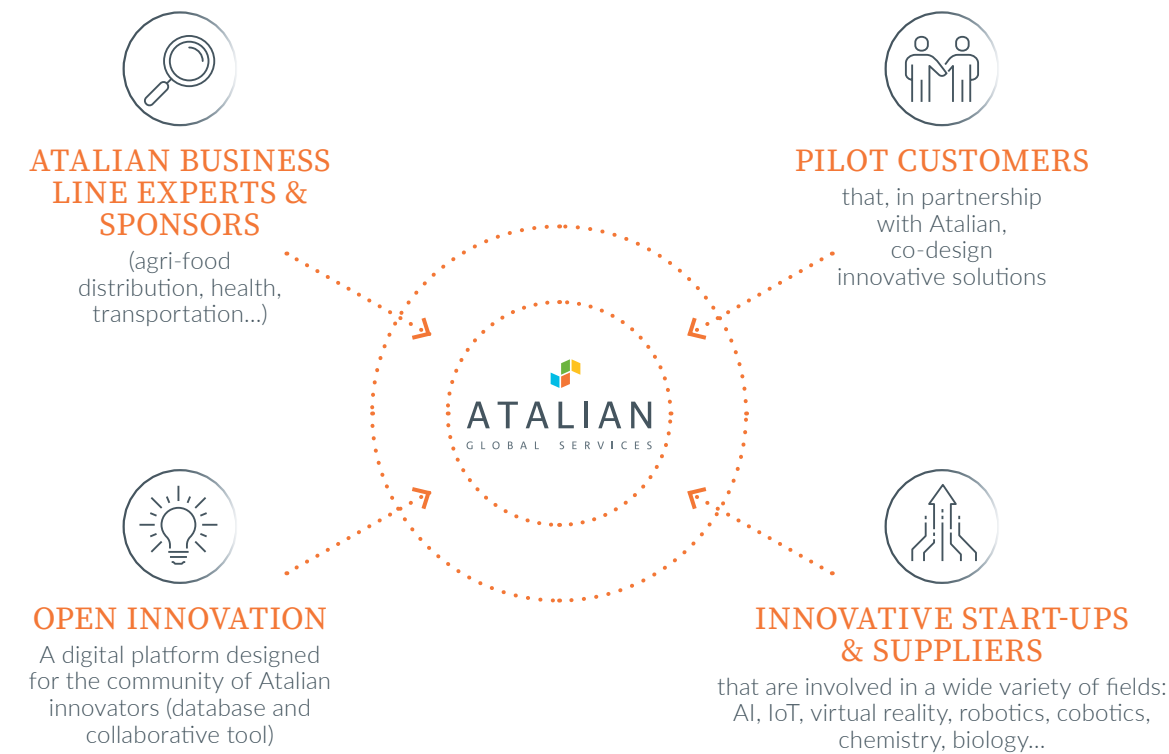 ATALIAN BUSINESS
LINE EXPERTS &
SPONSORS
(agri-food
distribution, health,
transportation...)
PILOT CUSTOMERS
that, in partnership
with Atalian,
co-design
innovative solutions
ATALIAN
GLOBAL SERVICES
OPEN INNOVATION
A digital platform designed
for the community of Atalian
innovators (database and
collaborative tool)
INNOVATIVE START-UPS
& SUPPLIERS
that are involved in a wide variety of fields:
AI, IoT, virtual reality, robotics, cobotics,
chemistry, biology...